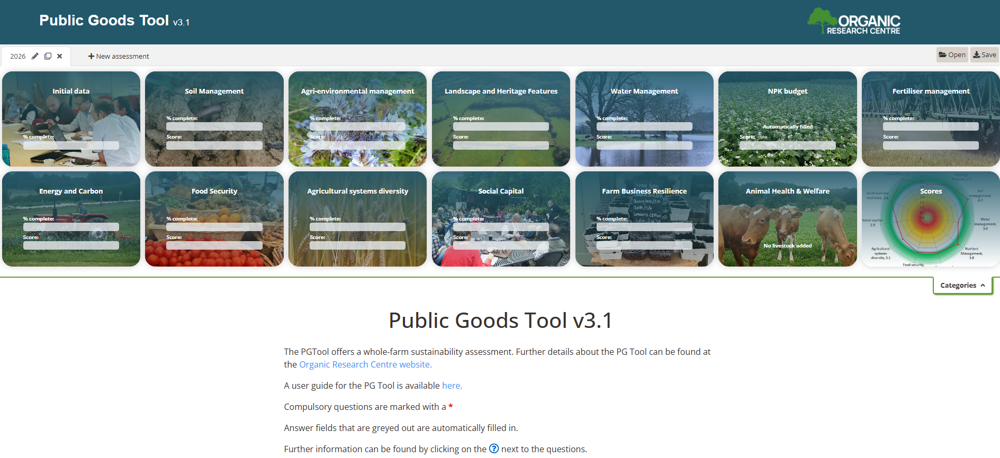 Public Goods Tool v3.1
ORGANIC
RESEARCH CENTRE
2026
New assessment
Open
Save
Initial data
% complete:
Soil Management
% complete:
Score:
Agri-environmental management
% complete:
Score:
Landscape and Heritage Features
% complete:
Score:
Water Management
% complete:
Score:
NPK budget
Automatically filled
Score:
Fertiliser management
% complete:
Score:
Energy and Carbon
% complete:
Score:
Food Security
% complete:
Score:
Agricultural systems diversity
% complete:
Score:
Social Capital
% complete:
Score:
Farm Business Resilience
% complete:
Score:
Animal Health & Welfare
No livestock added
Scores
Farm business
resilience, 3.8
Soil
management,
4.2
Social capital,
2.9
Water
management,
3.0
Agricultural
systems
diversity, 3.1
Nutrient
Management,
3.8
Food security,
Categories
Public Goods Tool v3.1
The PGTool offers a whole-farm sustainability assessment. Further details about the PG Tool can be found at
the Organic Research Centre website.
A user guide for the PG Tool is available here.
Compulsory questions are marked with a *
Answer fields that are greyed out are automatically filled in.
Further information can be found by clicking on the ? next to the questions.